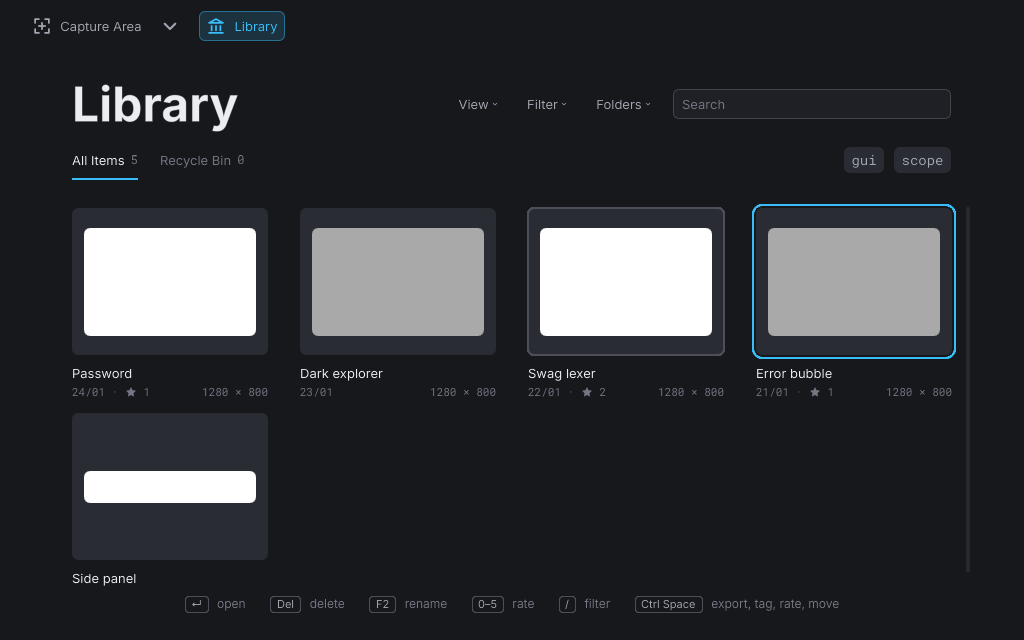 Capture Area Library
Library
View Filter Folders Search
All Items 5 Recycle Bin 0 gui scope
Password Dark explorer Swag lexer Error bubble
24/01 · ★ 1 1280 × 800 23/01 1280 × 800 22/01 · ★ 2 1280 × 800 21/01 · ★ 1 1280 × 800
Side panel
↵ open Del delete F2 rename 0–5 rate / filter Ctrl Space export, tag, rate, move